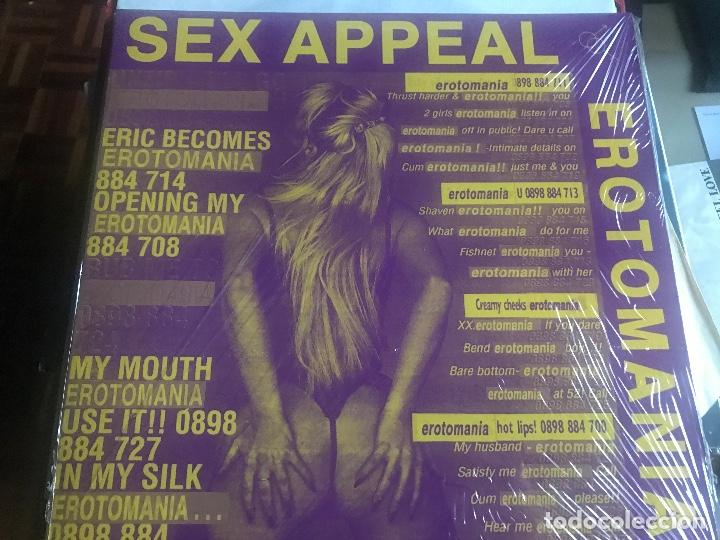 SEX APPEAL
EROTOMANIA
ERIC BECOMES
EROTOMANIA
884 714
OPENING MY
EROTOMANIA
884 708
MY MOUTH
EROTOMANIA
USE IT!! 0898
884 727
IN MY SILK
EROTOMANIA...
0898 884
erotomania 0898 884
Thrust harder & erotomania!! you
2 girls erotomania listen in on
erotomania off in public! Dare u call
erotomania ! -Intimate details on
Cum erotomania!! just me & you
erotomania U 0898 884 713
Shaven erotomania!! you on
What erotomania do for me
Fishnet erotomania you -
erotomania with her
Creamy cheeks erotomania
XX.erotomania If you dare
Bend erotomania
Bare bottom- erotomania
erotomania at 52! Call
erotomania hot lips! 0898 884 700
My husband - erotomania
Satisfy me erotomania Call
Cum erotomania please!!
Hear me
todocoleccion